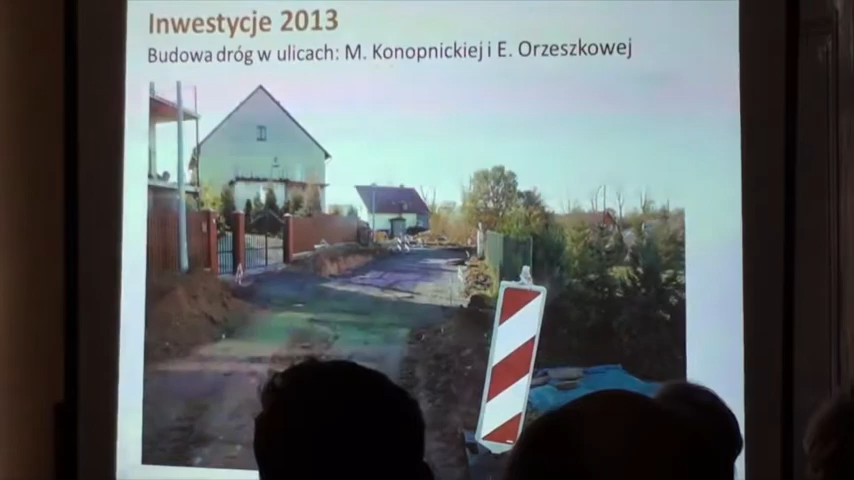 Inwestycje 2013
Budowa dróg w ulicach: M. Konopnickiej i E. Orzeszkowej